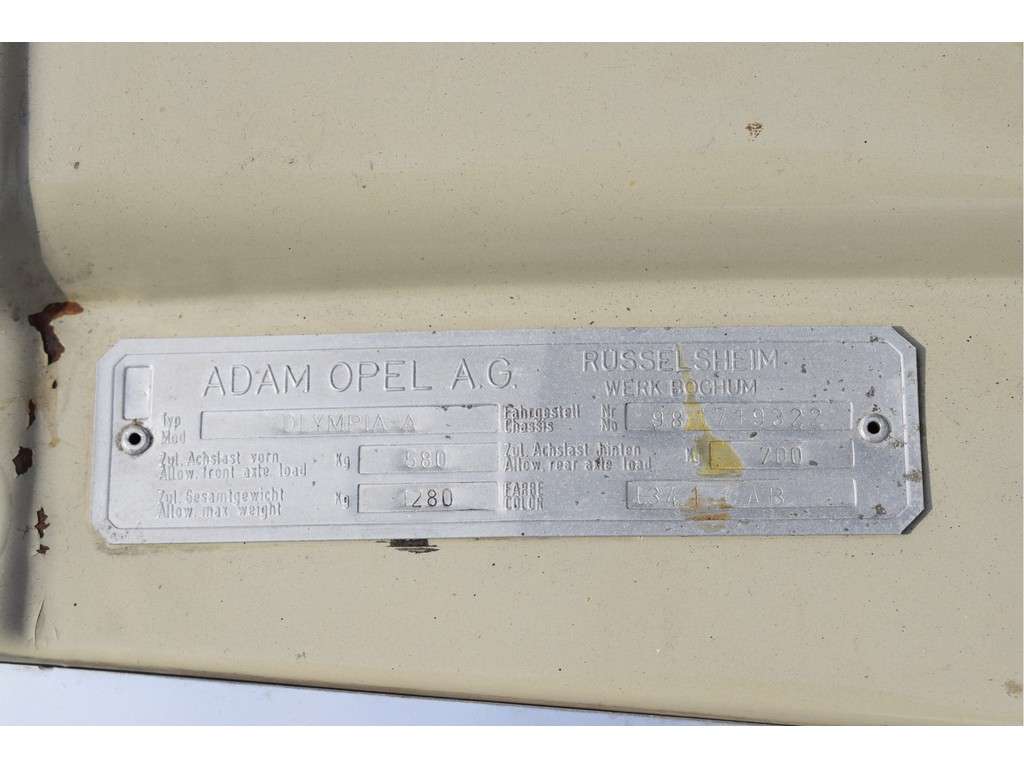 ADAM OPEL A.G.
RÜSSELSHEIM
WERK BOCHUM
Typ
Mod
OLYMPIA A
Fahrgestell
Chassis
Nr
No
Zul. Achslast vorn
Allow. front axle load
Kg
580
Zul. Achslast hinten
Allow. rear axle load
Kg
700
Zul. Gesamtgewicht
Allow. max weight
Kg
1280
FARBE
COLOR